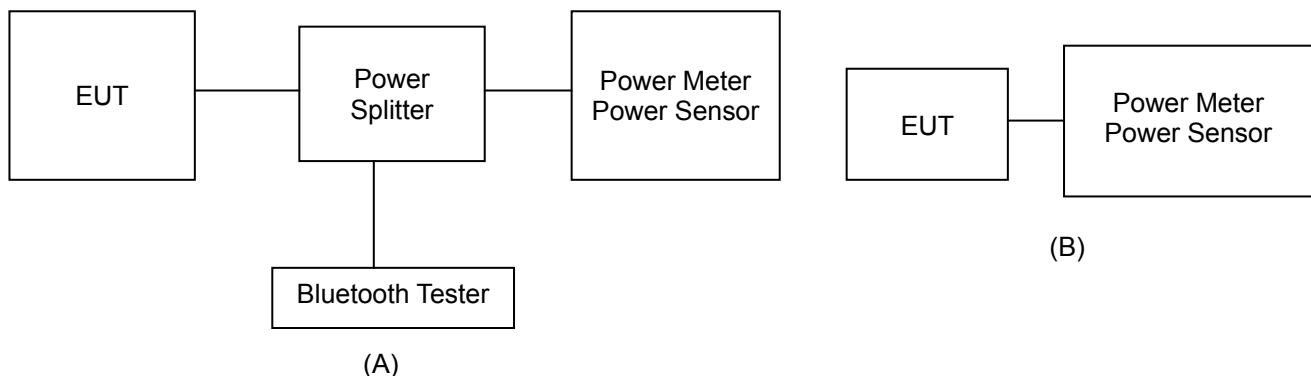 EUT
Power
Splitter
Power Meter
Power Sensor
Bluetooth Tester
(A)
EUT
Power Meter
Power Sensor
(B)